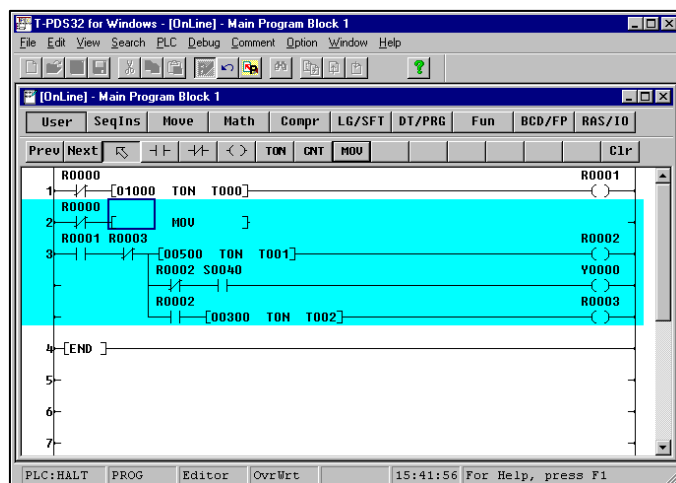 T-PDS32 for Windows - [OnLine] - Main Program Block 1
File Edit View Search PLC Debug Comment Option Window Help
[OnLine] - Main Program Block 1
User SeqIns Move Math Compr LG/SFT DT/PRG Fun BCD/FP RAS/IO
Prev Next TON CNT MOV Clr
R0000 R0001
1 [01000 TON T000]
R0000
2 [ MOV ]
R0001 R0003 R0002
3 [00500 TON T001]
R0002 S0040 Y0000
R0002 R0003
[00300 TON T002]
4 [END ]
5
6
7
PLC:HALT PROG Editor OvrWrt 15:41:56 For Help, press F1